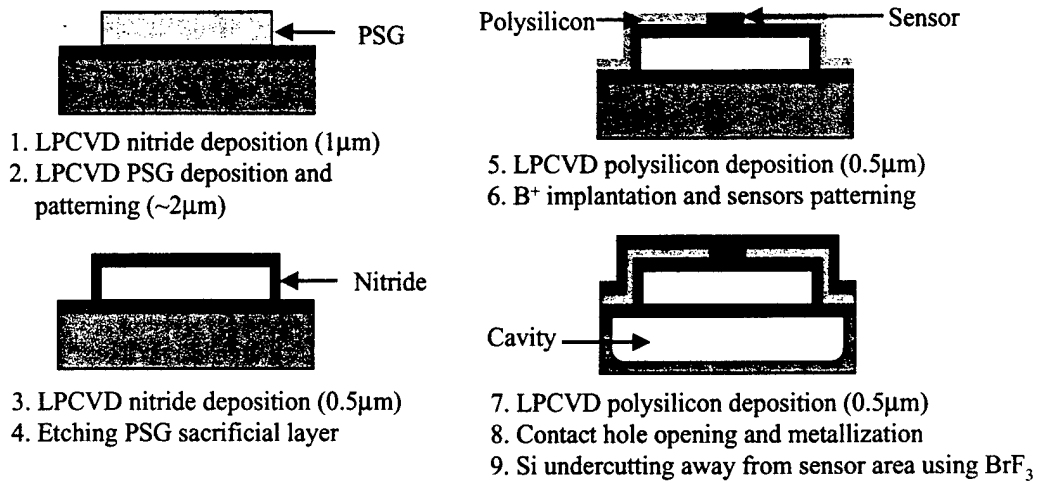 PSG
1. LPCVD nitride deposition (1μm)
2. LPCVD PSG deposition and
patterning (~2μm)
Nitride
3. LPCVD nitride deposition (0.5μm)
4. Etching PSG sacrificial layer
Polysilicon
Sensor
5. LPCVD polysilicon deposition (0.5μm)
6. B⁺ implantation and sensors patterning
Cavity
7. LPCVD polysilicon deposition (0.5μm)
8. Contact hole opening and metallization
9. Si undercutting away from sensor area using BrF₃